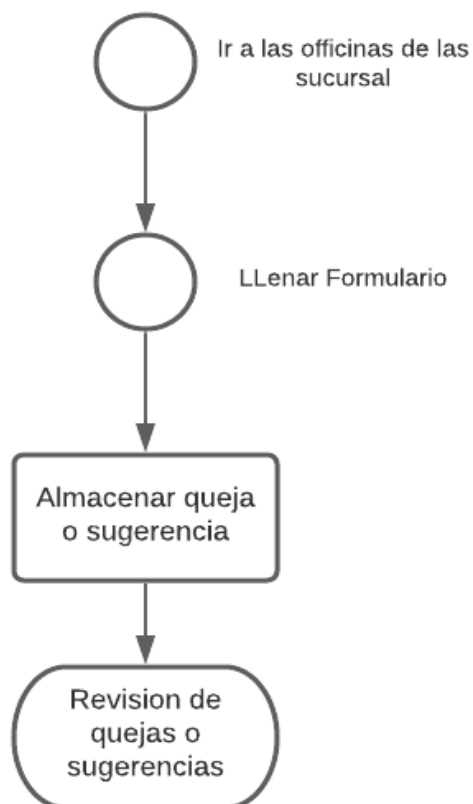 Ir a las officinas de las
sucursal
LLenar Formulario
Almacenar queja
o sugerencia
Revision de
quejas o
sugerencias